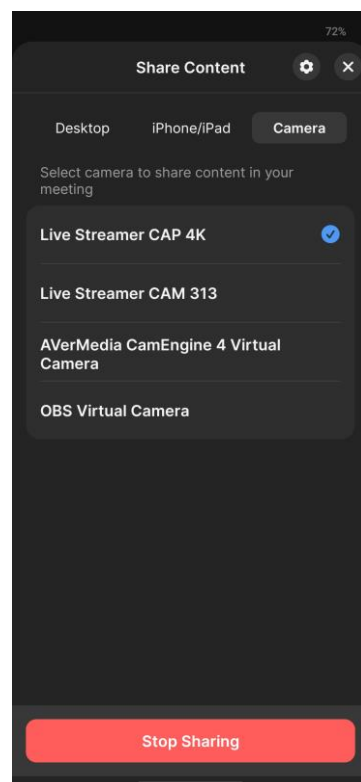 72%
Share Content
Desktop iPhone/iPad Camera
Select camera to share content in your
meeting
Live Streamer CAP 4K
Live Streamer CAM 313
AVerMedia CamEngine 4 Virtual
Camera
OBS Virtual Camera
Stop Sharing